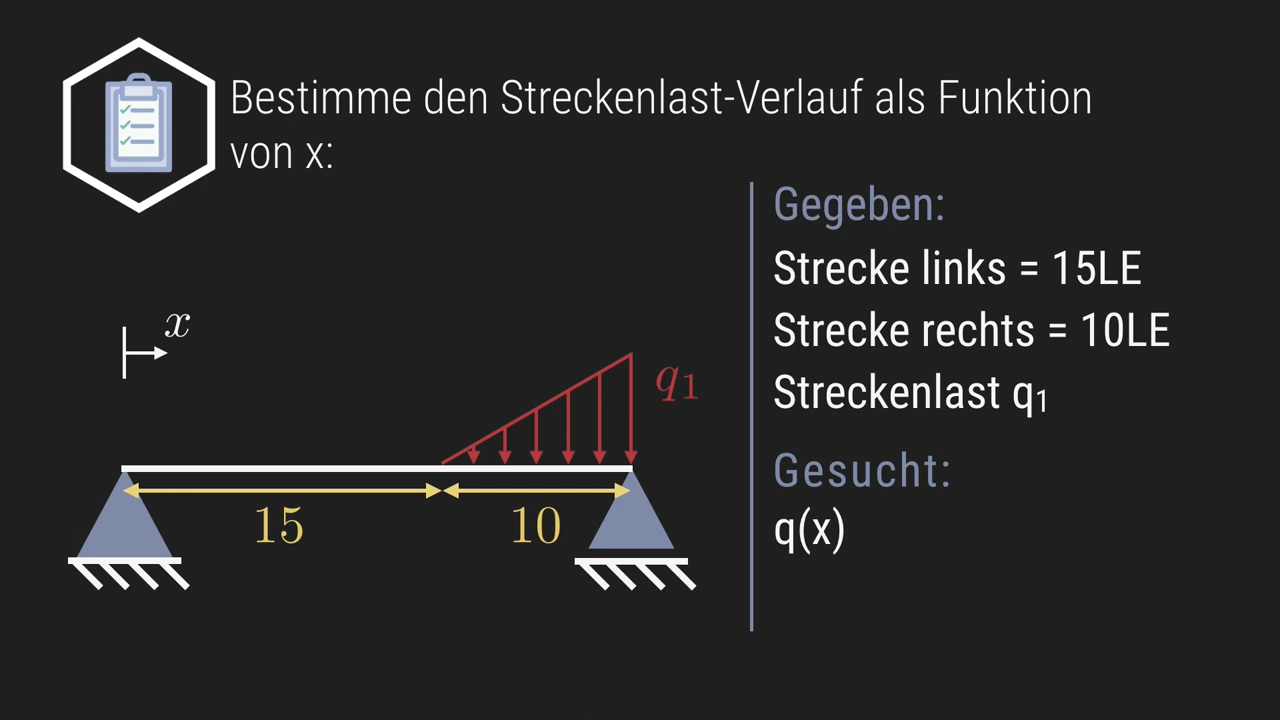 Bestimme den Streckenlast-Verlauf als Funktion
von x:
Gegeben:
Strecke links = 15LE
Strecke rechts = 10LE
Streckenlast q₁
Gesucht:
q(x)
x
q₁
15
10